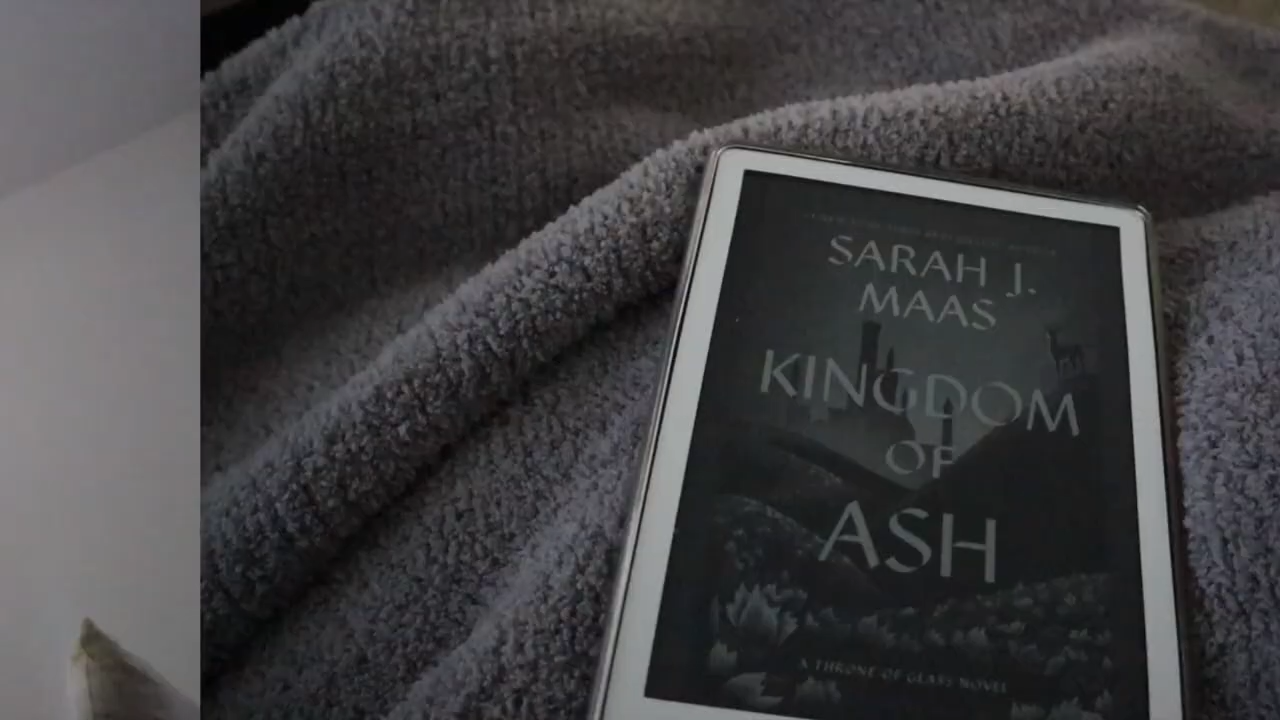 SARAH J.
MAAS
KINGDOM
OF
ASH
A THRONE OF GLASS NOVEL